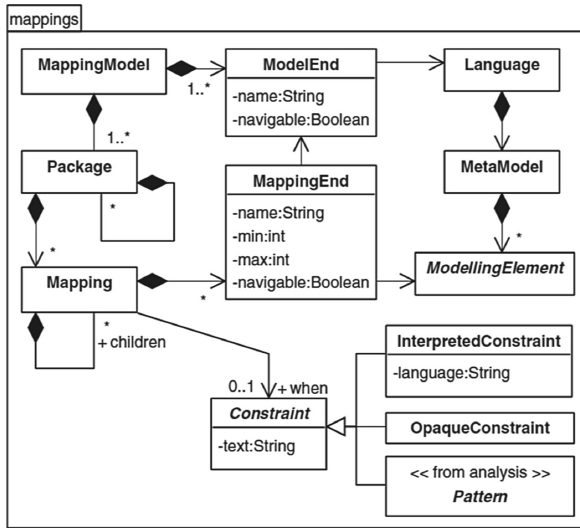 mappings
MappingModel
1..*
ModelEnd
-name:String
-navigable:Boolean
Language
1..*
Package
*
*
MappingEnd
-name:String
-min:int
-max:int
-navigable:Boolean
MetaModel
*
ModellingElement
Mapping
*
*
+ children
0..1
+ when
Constraint
-text:String
InterpretedConstraint
-language:String
OpaqueConstraint
<< from analysis >>
Pattern